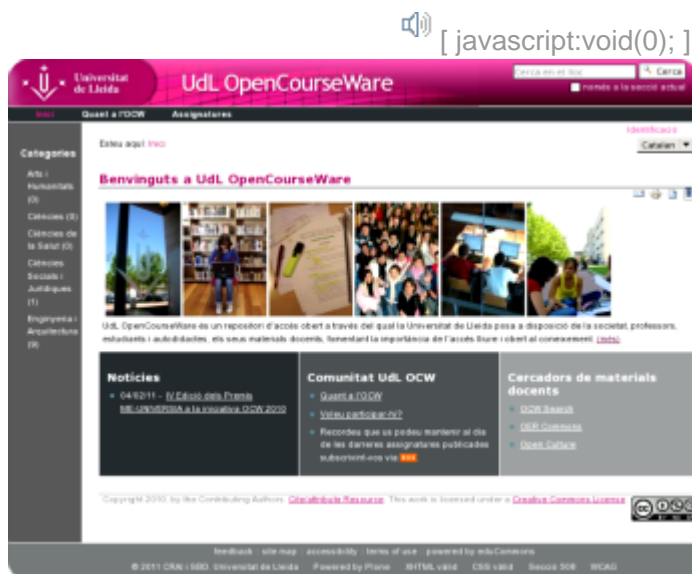 [ javascript:void(0); ]
Universitat
de Lleida
UdL OpenCourseWare
Cerca en el lloc
Cerca
només a la secció actual
Inici
Quant a l'OCW
Assignatures
Identificació
Esteu aquí: Inici
Catalan
Categories
Arts i
Humanitats
(0)
Ciències (0)
Ciències de
la Salut (0)
Ciències
Socials i
Jurídiques
(1)
Enginyeria i
Arquitectura
(9)
Benvinguts a UdL OpenCourseWare
UdL OpenCourseWare és un repositori d'accés obert a través del qual la Universitat de Lleida posa a disposició de la societat, professors,
estudiants i autodidactes, els seus materials docents, fomentant la importància de l'accés lliure i obert al coneixement. (més)
Notícies
04/02/11 - IV Edició dels Premis
ME-UNIVERSIA a la iniciativa OCW 2010
Comunitat UdL OCW
Quant a l'OCW
Voleu participar-hi?
Recordeu que us podeu mantenir al dia
de les darreres assignatures publicades
subscrivint-vos via RSS
Cercadors de materials
docents
OCW Search
OER Commons
Open Culture
Copyright 2010, by the Contributing Authors. Cite/attribute Resource. This work is licensed under a Creative Commons License.
feedback site map accessibility terms of use powered by eduCommons
© 2011 CRAI i SBD. Universitat de Lleida Powered by Plone XHTML vàlid CSS vàlid Secció 508 WCAG